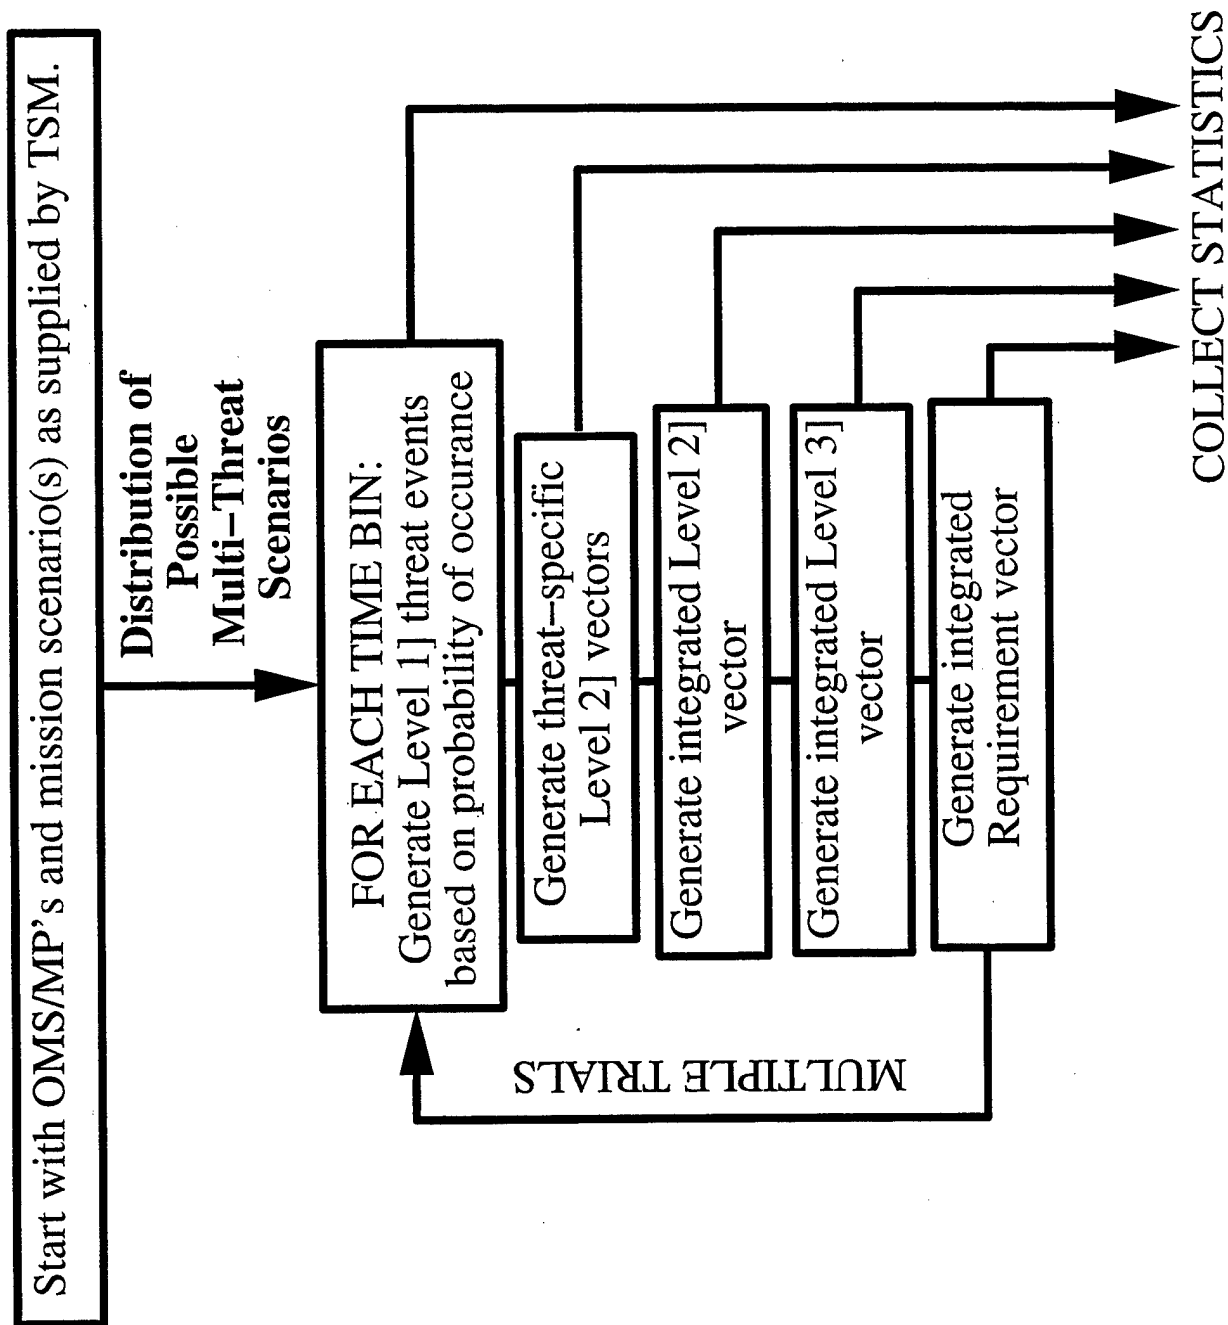 Start with OMS/MP's and mission scenario(s) as supplied by TSM.
Distribution of
Possible
Multi–Threat
Scenarios
FOR EACH TIME BIN:
Generate Level 1] threat events
based on probability of occurance
Generate threat–specific
Level 2] vectors
Generate integrated Level 2]
vector
Generate integrated Level 3]
vector
Generate integrated
Requirement vector
MULTIPLE TRIALS
COLLECT STATISTICS